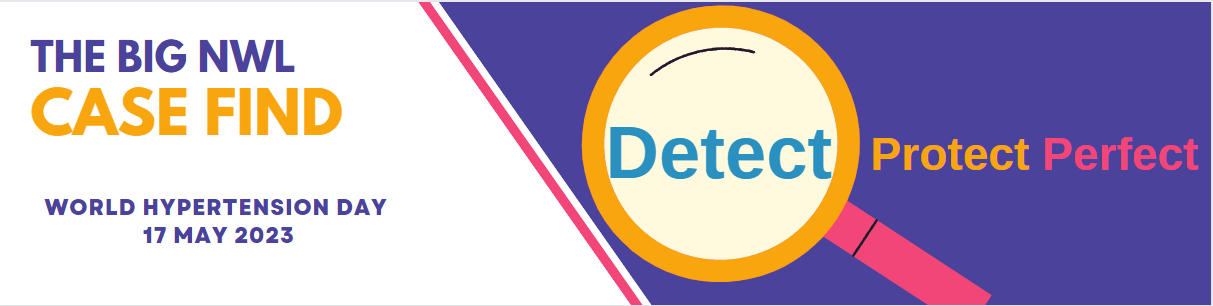 THE BIG NWL
CASE FIND
WORLD HYPERTENSION DAY
17 MAY 2023
Detect Protect Perfect